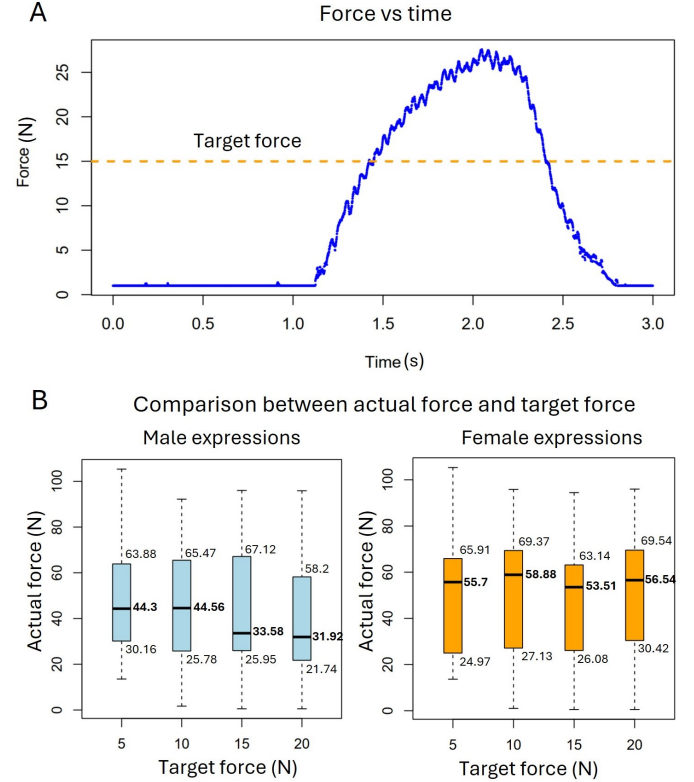 A
Force vs time
Force (N)
25
20
15
10
5
0
Target force
0.0 0.5 1.0 1.5 2.0 2.5 3.0
Time (s)
B
Comparison between actual force and target force
Male expressions
Female expressions
Actual force (N)
100
80
60
40
20
0
63.88
44.3
30.16
65.47
44.56
25.78
67.12
33.58
25.95
58.2
31.92
21.74
5 10 15 20
Target force (N)
Actual force (N)
100
80
60
40
20
0
65.91
55.7
24.97
69.37
58.88
27.13
63.14
53.51
26.08
69.54
56.54
30.42
5 10 15 20
Target force (N)